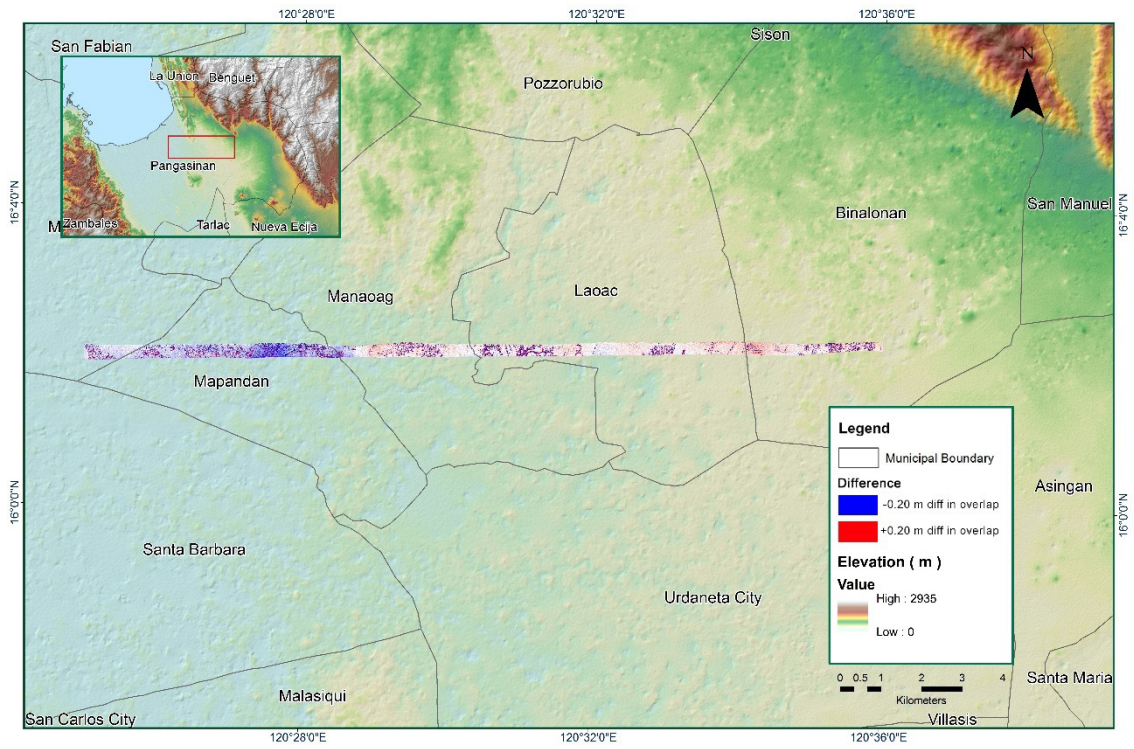 120°28'0"E
120°32'0"E
120°36'0"E
San Fabian
Sison
N
La Union
Benguet
Pozzorubio
Pangasinan
16°4'0"N
16°4'0"N
Binalonan
San Manuel
M
Zambales
Tarlac
Nueva Ecija
Manaoag
Laoac
Mapandan
Legend
Municipal Boundary
Difference
-0.20 m diff in overlap
+0.20 m diff in overlap
Elevation ( m )
Value
High : 2935
Low : 0
Asingan
16°0'0"N
16°0'0"N
Santa Barbara
Urdaneta City
0 0.5 1 2 3 4
Kilometers
Santa Maria
Malasiqui
San Carlos City
Villasis
120°28'0"E
120°32'0"E
120°36'0"E